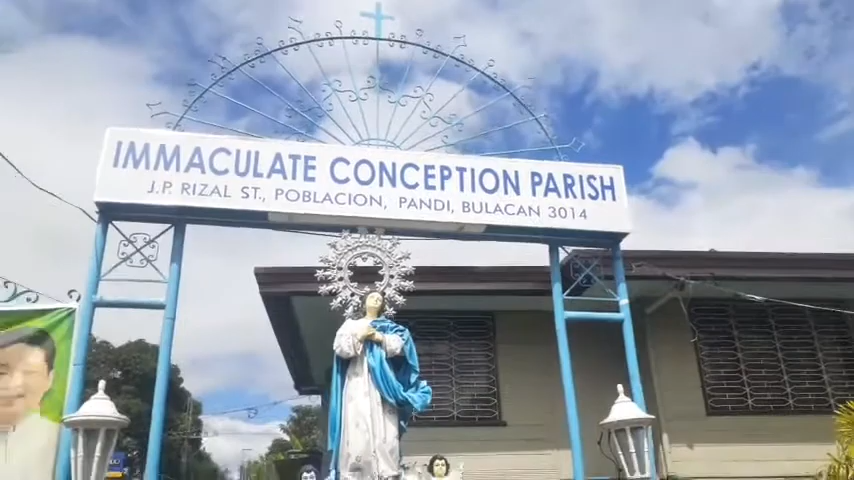 IMMACULATE CONCEPTION PARISH
J.P. RIZAL ST., POBLACION, PANDI, BULACAN 3014